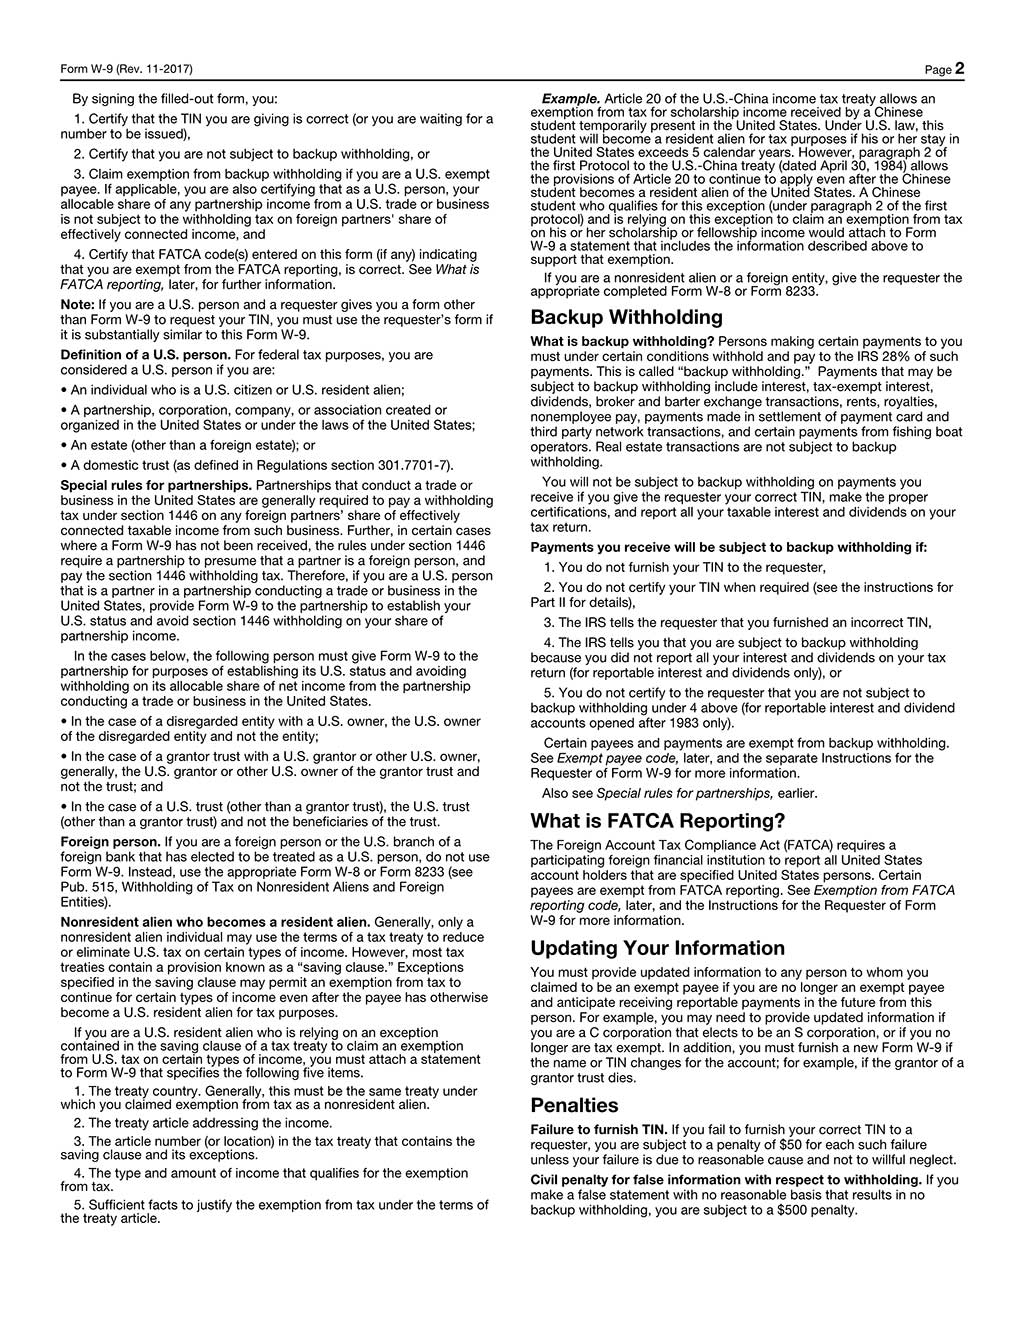 Form W-9 (Rev. 11-2017)
Page 2
By signing the filled-out form, you:
1. Certify that the TIN you are giving is correct (or you are waiting for a
number to be issued),
2. Certify that you are not subject to backup withholding, or
3. Claim exemption from backup withholding if you are a U.S. exempt
payee. If applicable, you are also certifying that as a U.S. person, your
allocable share of any partnership income from a U.S. trade or business
is not subject to the withholding tax on foreign partners' share of
effectively connected income, and
4. Certify that FATCA code(s) entered on this form (if any) indicating
that you are exempt from the FATCA reporting, is correct. See What is
FATCA reporting, later, for further information.
Note: If you are a U.S. person and a requester gives you a form other
than Form W-9 to request your TIN, you must use the requester's form if
it is substantially similar to this Form W-9.
Definition of a U.S. person. For federal tax purposes, you are
considered a U.S. person if you are:
• An individual who is a U.S. citizen or U.S. resident alien;
• A partnership, corporation, company, or association created or
organized in the United States or under the laws of the United States;
• An estate (other than a foreign estate); or
• A domestic trust (as defined in Regulations section 301.7701-7).
Special rules for partnerships. Partnerships that conduct a trade or
business in the United States are generally required to pay a withholding
tax under section 1446 on any foreign partners' share of effectively
connected taxable income from such business. Further, in certain cases
where a Form W-9 has not been received, the rules under section 1446
require a partnership to presume that a partner is a foreign person, and
pay the section 1446 withholding tax. Therefore, if you are a U.S. person
that is a partner in a partnership conducting a trade or business in the
United States, provide Form W-9 to the partnership to establish your
U.S. status and avoid section 1446 withholding on your share of
partnership income.
In the cases below, the following person must give Form W-9 to the
partnership for purposes of establishing its U.S. status and avoiding
withholding on its allocable share of net income from the partnership
conducting a trade or business in the United States.
• In the case of a disregarded entity with a U.S. owner, the U.S. owner
of the disregarded entity and not the entity;
• In the case of a grantor trust with a U.S. grantor or other U.S. owner,
generally, the U.S. grantor or other U.S. owner of the grantor trust and
not the trust; and
• In the case of a U.S. trust (other than a grantor trust), the U.S. trust
(other than a grantor trust) and not the beneficiaries of the trust.
Foreign person. If you are a foreign person or the U.S. branch of a
foreign bank that has elected to be treated as a U.S. person, do not use
Form W-9. Instead, use the appropriate Form W-8 or Form 8233 (see
Pub. 515, Withholding of Tax on Nonresident Aliens and Foreign
Entities).
Nonresident alien who becomes a resident alien. Generally, only a
nonresident alien individual may use the terms of a tax treaty to reduce
or eliminate U.S. tax on certain types of income. However, most tax
treaties contain a provision known as a “saving clause.” Exceptions
specified in the saving clause may permit an exemption from tax to
continue for certain types of income even after the payee has otherwise
become a U.S. resident alien for tax purposes.
If you are a U.S. resident alien who is relying on an exception
contained in the saving clause of a tax treaty to claim an exemption
from U.S. tax on certain types of income, you must attach a statement
to Form W-9 that specifies the following five items.
1. The treaty country. Generally, this must be the same treaty under
which you claimed exemption from tax as a nonresident alien.
2. The treaty article addressing the income.
3. The article number (or location) in the tax treaty that contains the
saving clause and its exceptions.
4. The type and amount of income that qualifies for the exemption
from tax.
5. Sufficient facts to justify the exemption from tax under the terms of
the treaty article.
Example. Article 20 of the U.S.-China income tax treaty allows an
exemption from tax for scholarship income received by a Chinese
student temporarily present in the United States. Under U.S. law, this
student will become a resident alien for tax purposes if his or her stay in
the United States exceeds 5 calendar years. However, paragraph 2 of
the first Protocol to the U.S.-China treaty (dated April 30, 1984) allows
the provisions of Article 20 to continue to apply even after the Chinese
student becomes a resident alien of the United States. A Chinese
student who qualifies for this exception (under paragraph 2 of the first
protocol) and is relying on this exception to claim an exemption from tax
on his or her scholarship or fellowship income would attach to Form
W-9 a statement that includes the information described above to
support that exemption.
If you are a nonresident alien or a foreign entity, give the requester the
appropriate completed Form W-8 or Form 8233.
Backup Withholding
What is backup withholding? Persons making certain payments to you
must under certain conditions withhold and pay to the IRS 28% of such
payments. This is called “backup withholding.” Payments that may be
subject to backup withholding include interest, tax-exempt interest,
dividends, broker and barter exchange transactions, rents, royalties,
nonemployee pay, payments made in settlement of payment card and
third party network transactions, and certain payments from fishing boat
operators. Real estate transactions are not subject to backup
withholding.
You will not be subject to backup withholding on payments you
receive if you give the requester your correct TIN, make the proper
certifications, and report all your taxable interest and dividends on your
tax return.
Payments you receive will be subject to backup withholding if:
1. You do not furnish your TIN to the requester,
2. You do not certify your TIN when required (see the instructions for
Part II for details),
3. The IRS tells the requester that you furnished an incorrect TIN,
4. The IRS tells you that you are subject to backup withholding
because you did not report all your interest and dividends on your tax
return (for reportable interest and dividends only), or
5. You do not certify to the requester that you are not subject to
backup withholding under 4 above (for reportable interest and dividend
accounts opened after 1983 only).
Certain payees and payments are exempt from backup withholding.
See Exempt payee code, later, and the separate Instructions for the
Requester of Form W-9 for more information.
Also see Special rules for partnerships, earlier.
What is FATCA Reporting?
The Foreign Account Tax Compliance Act (FATCA) requires a
participating foreign financial institution to report all United States
account holders that are specified United States persons. Certain
payees are exempt from FATCA reporting. See Exemption from FATCA
reporting code, later, and the Instructions for the Requester of Form
W-9 for more information.
Updating Your Information
You must provide updated information to any person to whom you
claimed to be an exempt payee if you are no longer an exempt payee
and anticipate receiving reportable payments in the future from this
person. For example, you may need to provide updated information if
you are a C corporation that elects to be an S corporation, or if you no
longer are tax exempt. In addition, you must furnish a new Form W-9 if
the name or TIN changes for the account; for example, if the grantor of a
grantor trust dies.
Penalties
Failure to furnish TIN. If you fail to furnish your correct TIN to a
requester, you are subject to a penalty of $50 for each such failure
unless your failure is due to reasonable cause and not to willful neglect.
Civil penalty for false information with respect to withholding. If you
make a false statement with no reasonable basis that results in no
backup withholding, you are subject to a $500 penalty.